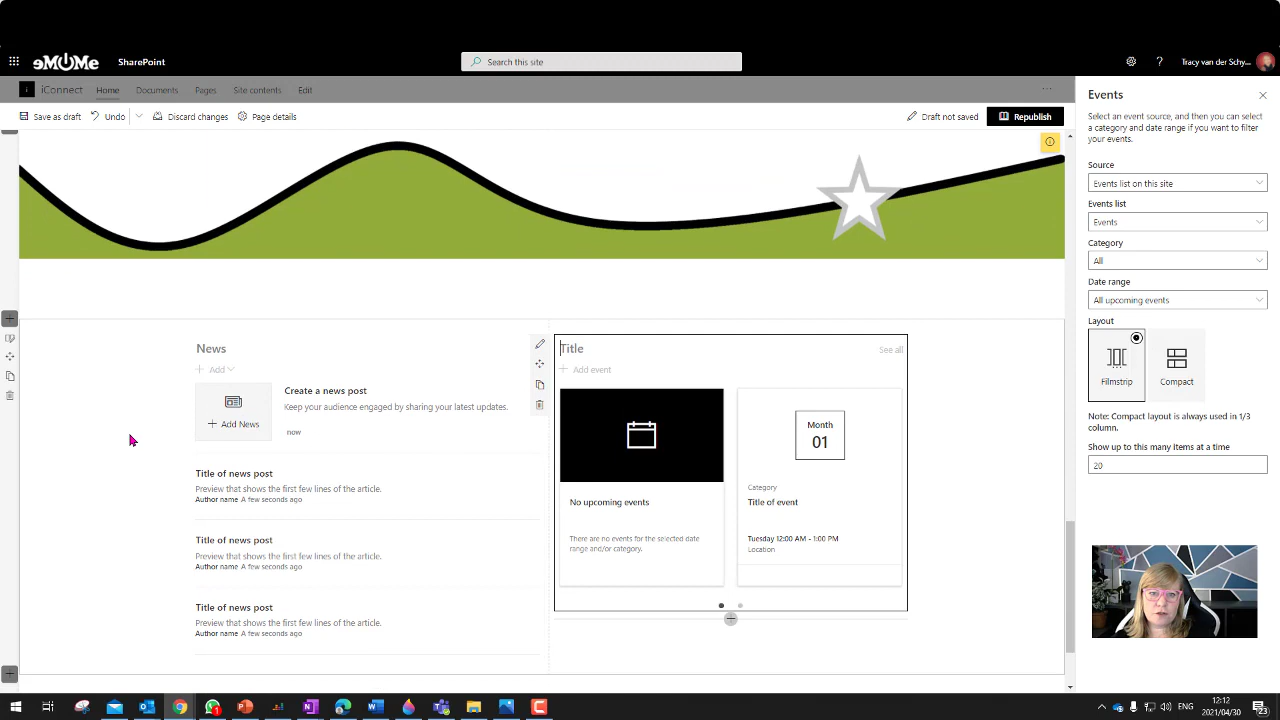 eMOMe
SharePoint
Search this site
Tracy van der Schy...
i
iConnect
Home
Documents
Pages
Site contents
Edit
Save as draft
Undo
Discard changes
Page details
Draft not saved
Republish
Events
Select an event source, and then you can select
a category and date range if you want to filter
your events.
Source
Events list on this site
Events list
Events
Category
All
Date range
All upcoming events
Layout
Filmstrip
Compact
Note: Compact layout is always used in 1/3
column.
Show up to this many items at a time
20
News
Add
Add News
Create a news post
Keep your audience engaged by sharing your latest updates.
now
Title of news post
Preview that shows the first few lines of the article.
Author name A few seconds ago
Title of news post
Preview that shows the first few lines of the article.
Author name A few seconds ago
Title of news post
Preview that shows the first few lines of the article.
Author name A few seconds ago
Title
See all
Add event
No upcoming events
There are no events for the selected date
range and/or category.
Month
01
Category
Title of event
Tuesday 12:00 AM - 1:00 PM
Location
ENG
12:12
2021/04/30
23